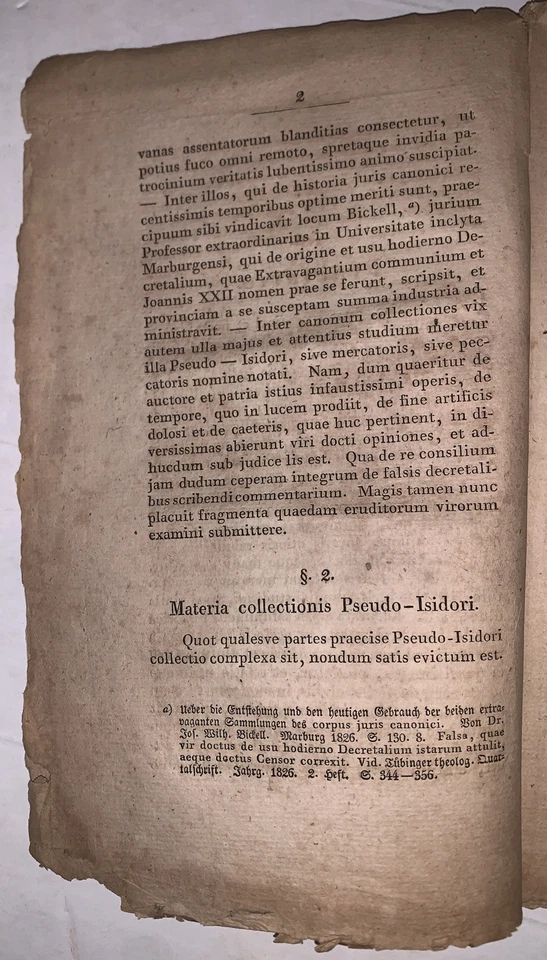 2
vanas assentatorum blanditias consectetur, ut
potius fuco omni remoto, spretaque invidia pa-
trocinium veritatis lubentissimo animo suscipiat.
— Inter illos, qui de historia juris canonici re-
centissimis temporibus optime meriti sunt, prae-
cipuum sibi vindicavit locum Bickell, a) jurium
Professor extraordinarius in Universitate inclyta
Marburgensi, qui de origine et usu hodierno De-
cretalium, quae Extravagantium communium et
Joannis XXII nomen prae se ferunt, scripsit, et
provinciam a se susceptam summa industria ad-
ministravit. — Inter canonum collectiones vix
autem ulla majus et attentius studium meretur
illa Pseudo — Isidori, sive mercatoris, sive pec-
catoris nomine notati. Nam, dum quaeritur de
auctore et patria istius infaustissimi operis, de
tempore, quo in lucem prodiit, de fine artificis
dolosi et de caeteris, quae huc pertinent, in di-
versissimas abierunt viri docti opiniones, et ad-
hucdum sub judice lis est. Qua de re consilium
jam dudum ceperam integrum de falsis decretali-
bus scribendi commentarium. Magis tamen nunc
placuit fragmenta quaedam eruditorum virorum
examini submittere.
§. 2.
Materia collectionis Pseudo-Isidori.
Quot qualesve partes praecise Pseudo-Isidori
collectio complexa sit, nondum satis evictum est.
a) Ueber die Entstehung und den heutigen Gebrauch der beiden extra-
vaganten Sammlungen des corpus juris canonici. Von Dr.
Jos. Wilh. Bickell. Marburg 1826. S. 130. 8. Falsa, quae
vir doctus de usu hodierno Decretalium istarum attulit,
aeque doctus Censor correxit. Vid. Tübinger theolog. Quar-
talschrift. Jahrg. 1826. 2. Heft. S. 344—356.